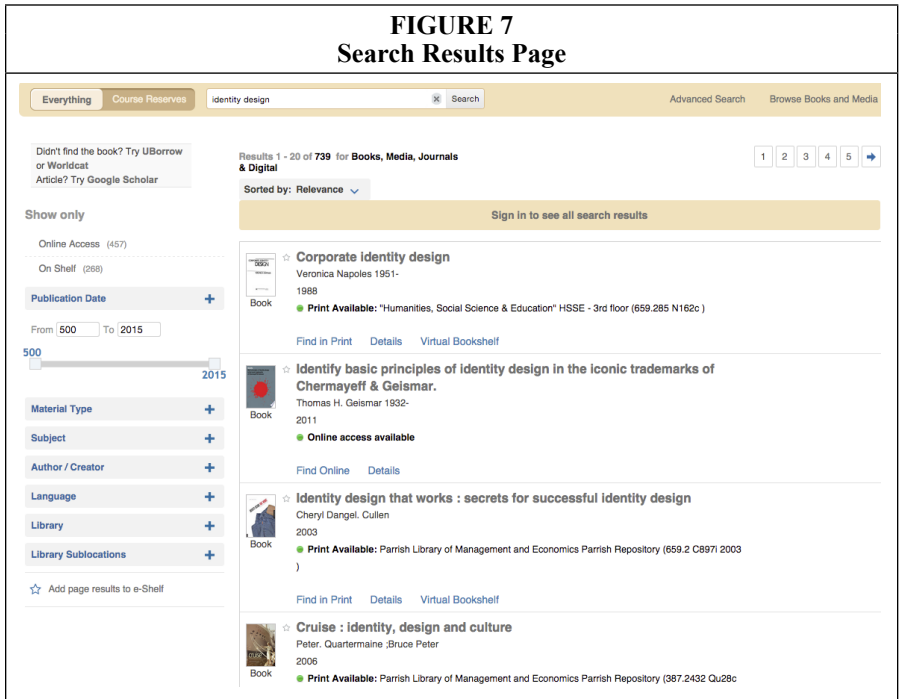 FIGURE 7
Search Results Page
Everything
Course Reserves
identity design
Search
Advanced Search
Browse Books and Media
Didn't find the book? Try UBorrow
or Worldcat
Article? Try Google Scholar
Show only
Online Access (457)
On Shelf (268)
Publication Date
From 500 To 2015
500
2015
Material Type
Subject
Author / Creator
Language
Library
Library Sublocations
Add page results to e-Shelf
Results 1 - 20 of 739 for Books, Media, Journals
& Digital
1 2 3 4 5
Sorted by: Relevance
Sign in to see all search results
Book
Corporate identity design
Veronica Napoles 1951-
1988
Print Available: "Humanities, Social Science & Education" HSSE - 3rd floor (659.285 N162c )
Find in Print Details Virtual Bookshelf
Book
Identify basic principles of identity design in the iconic trademarks of
Chermayeff & Geismar.
Thomas H. Geismar 1932-
2011
Online access available
Find Online Details
Book
Identity design that works : secrets for successful identity design
Cheryl Dangel. Cullen
2003
Print Available: Parrish Library of Management and Economics Parrish Repository (659.2 C897i 2003
)
Find in Print Details Virtual Bookshelf
Book
Cruise : identity, design and culture
Peter. Quartermaine ;Bruce Peter
2006
Print Available: Parrish Library of Management and Economics Parrish Repository (387.2432 Qu28c